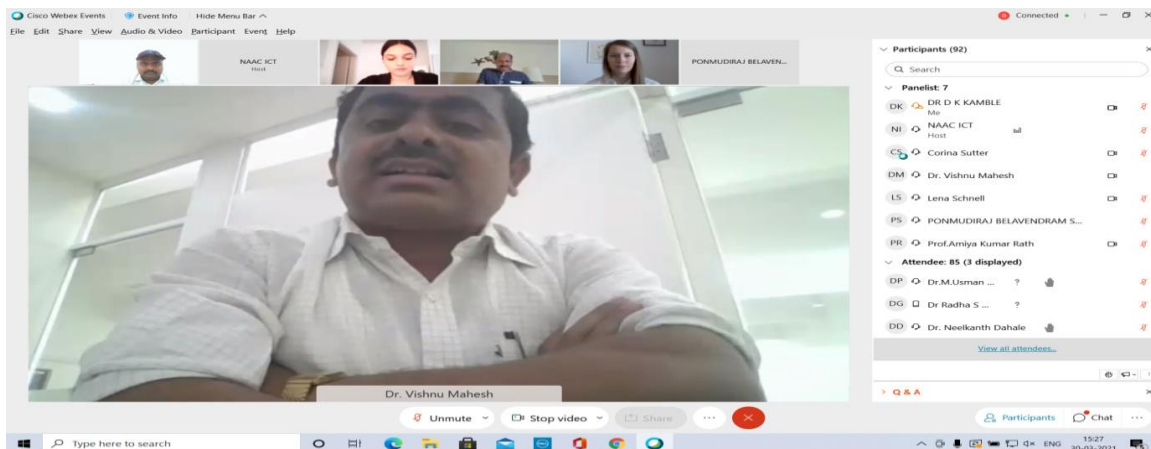 Cisco Webex Events Event Info Hide Menu Bar
Connected
File Edit Share View Audio & Video Participant Event Help
NAAC ICT
Host
PONMUDIRAJ BELAVEN...
Dr. Vishnu Mahesh
Participants (92)
Search
Panelist: 7
DK DR D K KAMBLE
Me
NI NAAC ICT
Host
CS Corina Sutter
DM Dr. Vishnu Mahesh
LS Lena Schnell
PS PONMUDIRAJ BELAVENDRAM S...
PR Prof.Amiya Kumar Rath
Attendee: 85 (3 displayed)
DP Dr.M.Usman ... ?
DG Dr Radha S ... ?
DD Dr. Neelkanth Dahale
View all attendees...
Q & A
Unmute Stop video Share ...
Participants Chat ...
Type here to search
ENG 15:27
30-03-2021